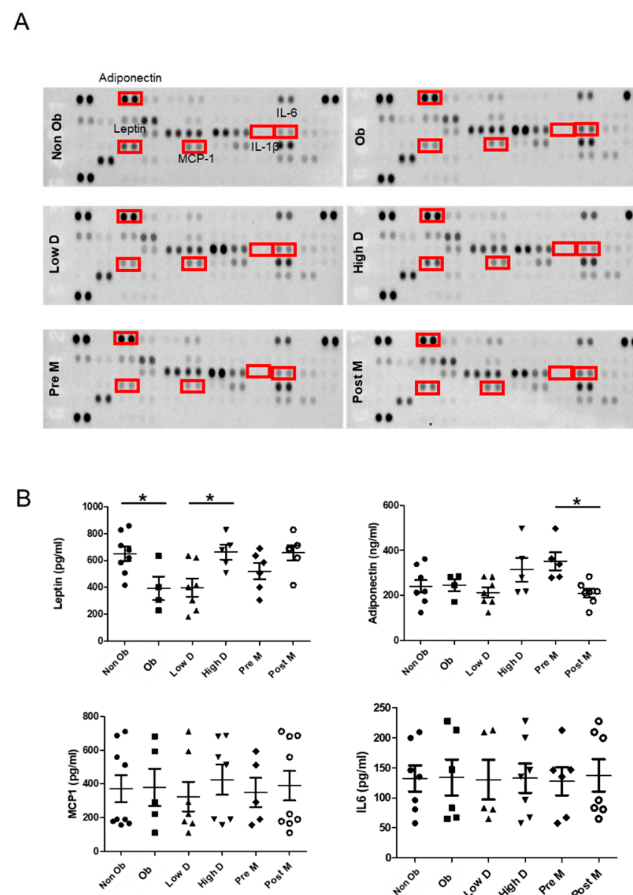 A
Adiponectin
IL-6
Leptin
IL-1β
MCP-1
Non Ob
Ob
Low D
High D
Pre M
Post M
B
*
*
Leptin (pg/ml)
1000
800
600
400
200
0
Non Ob
Ob
Low D
High D
Pre M
Post M
*
Adiponectin (ng/ml)
600
400
200
0
Non Ob
Ob
Low D
High D
Pre M
Post M
MCP1 (pg/ml)
800
600
400
200
0
Non Ob
Ob
Low D
High D
Pre M
Post M
IL6 (pg/ml)
250
200
150
100
50
0
Non Ob
Ob
Low D
High D
Pre M
Post M